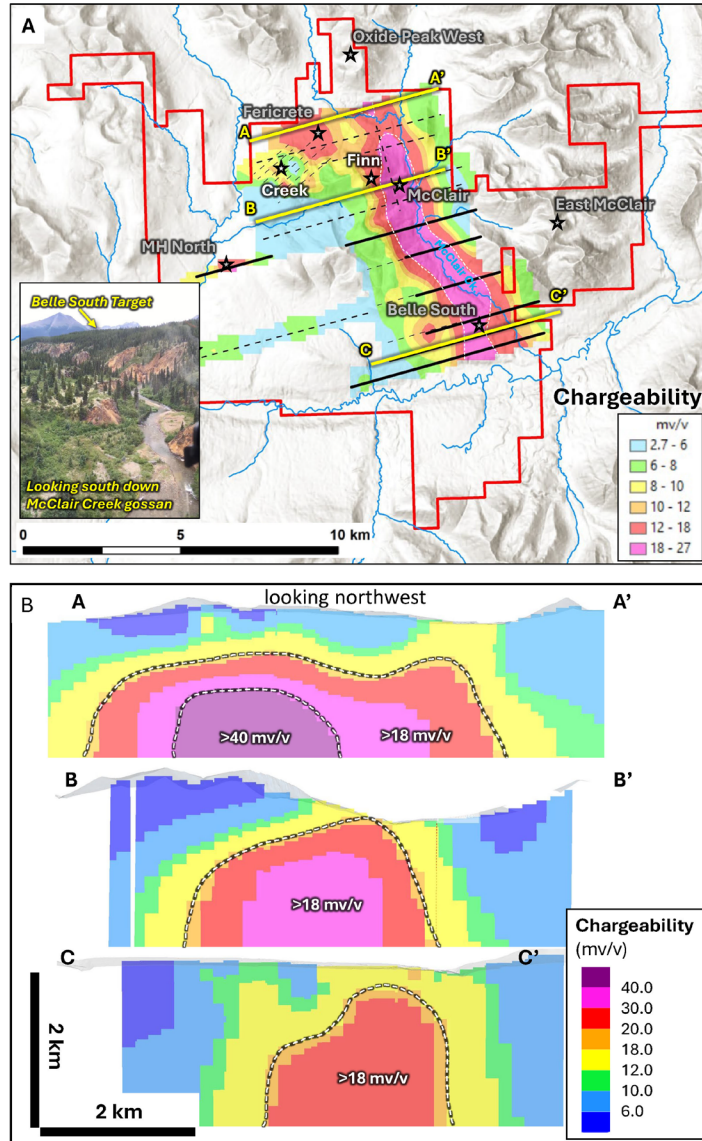 A
Oxide Peak West
A'
Fericrete
A
Finn
B'
Creek
McClair
B
East McClair
MH North
McClair Ck
C'
Belle South Target
Belle South
C
Chargeability
mv/v
2.7 - 6
6 - 8
8 - 10
10 - 12
12 - 18
18 - 27
Looking south down
McClair Creek gossan
0 5 10 km
B
A
looking northwest
A'
>40 mv/v
>18 mv/v
B
B'
>18 mv/v
C
C'
>18 mv/v
2 km
2 km
Chargeability
(mv/v)
40.0
30.0
20.0
18.0
12.0
10.0
6.0